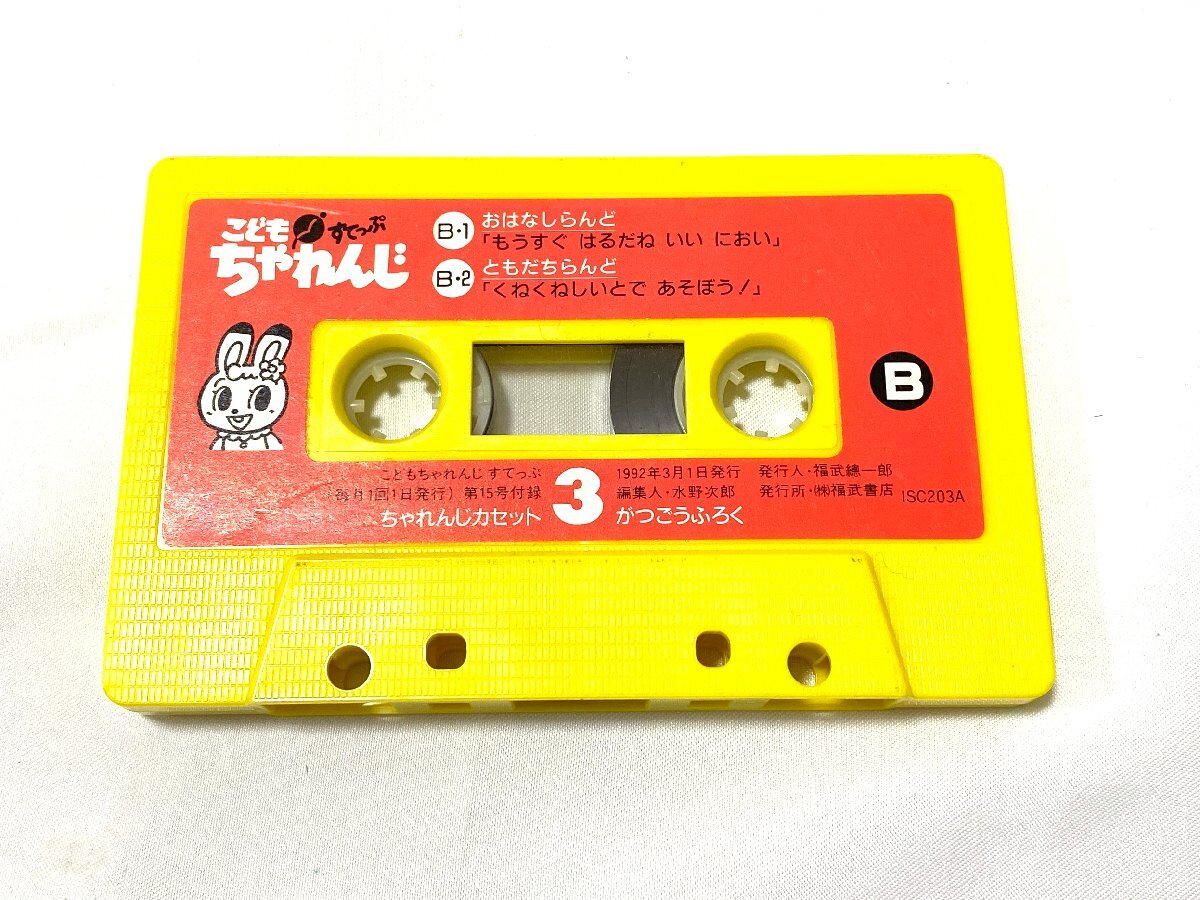 こども すてっぷ
ちゃれんじ
B・1 おはなしらんど
「もうすぐ はるだね いい におい」
B・2 ともだちらんど
「くねくねしいとで あそぼう!」
B
こどもちゃれんじ すてっぷ
(毎月1回1日発行) 第15号付録
ちゃれんじカセット
3
1992年3月1日発行 発行人・福武總一郎
編集人・水野次郎 発行所・㈱福武書店 ISC203A
がつごうふろく